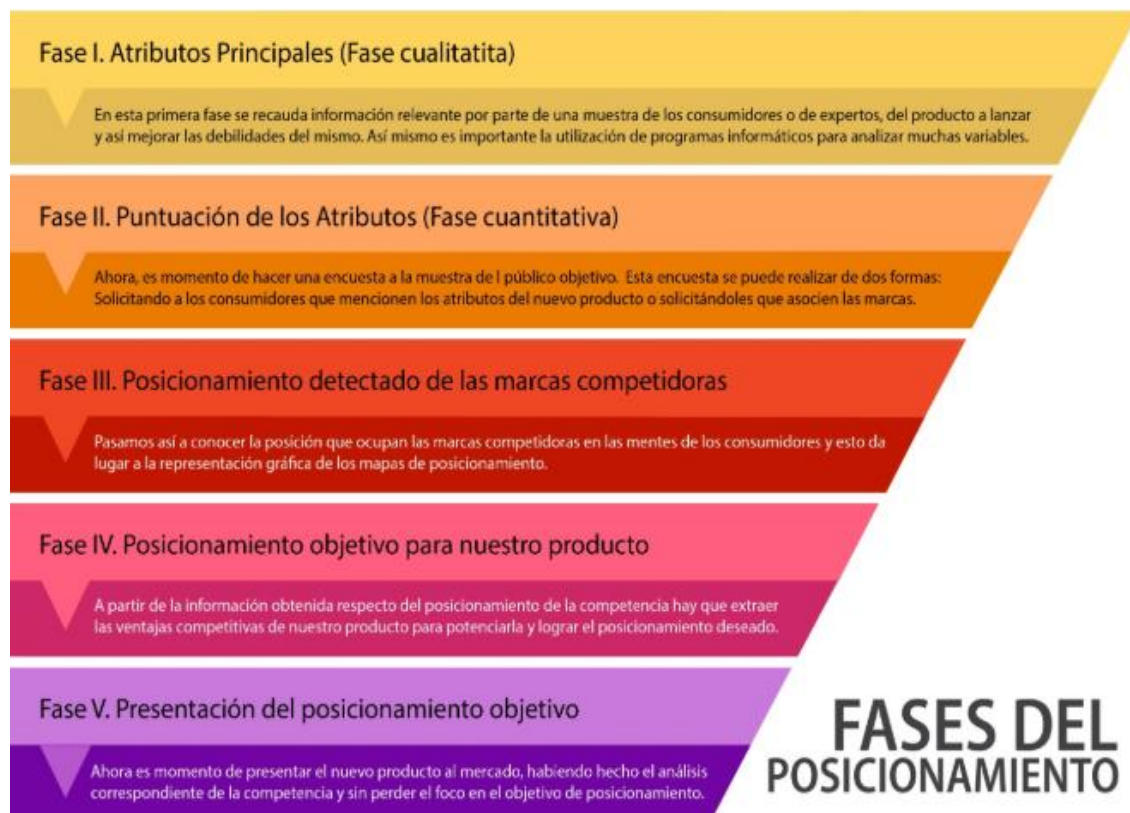 Fase I. Atributos Principales (Fase cualitatita)
En esta primera fase se recauda información relevante por parte de una muestra de los consumidores o de expertos, del producto a lanzar
y asi mejorar las debilidades del mismo. Así mismo es importante la utilización de programas informáticos para analizar muchas variables.
Fase II. Puntuación de los Atributos (Fase cuantitativa)
Ahora, es momento de hacer una encuesta a la muestra de l público objetivo. Esta encuesta se puede realizar de dos formas:
Solicitando a los consumidores que mencionen los atributos del nuevo producto o solicitándoles que asocien las marcas.
Fase III. Posicionamiento detectado de las marcas competidoras
Pasamos así a conocer la posición que ocupan las marcas competidoras en las mentes de los consumidores y esto da
lugar a la representación gráfica de los mapas de posicionamiento.
Fase IV. Posicionamiento objetivo para nuestro producto
A partir de la información obtenida respecto del posicionamiento de la competencia hay que extraer
las ventajas competitivas de nuestro producto para potenciarla y lograr el posicionamiento deseado.
Fase V. Presentación del posicionamiento objetivo
Ahora es momento de presentar el nuevo producto al mercado, habiendo hecho el análisis
correspondiente de la competencia y sin perder el foco en el objetivo de posicionamiento.
FASES DEL
POSICIONAMIENTO